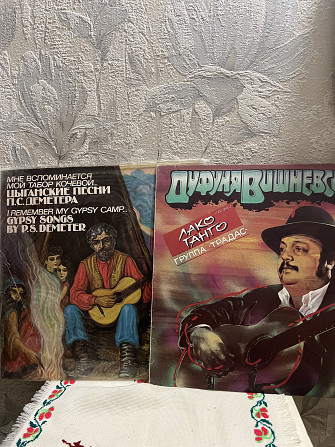 МНЕ ВСПОМИНАЕТСЯ
МОЙ ТАБОР КОЧЕВОЙ...
ЦЫГАНСКИЕ ПЕСНИ
П.С. ДЕМЕТЕРА
I REMEMBER MY GYPSY CAMP...
GYPSY SONGS
BY P.S. DEMETER
ДУФУНЯ ВИШНЕВС
ЛАКО
ТАНГО
ГРУППА «ТРАДАС»